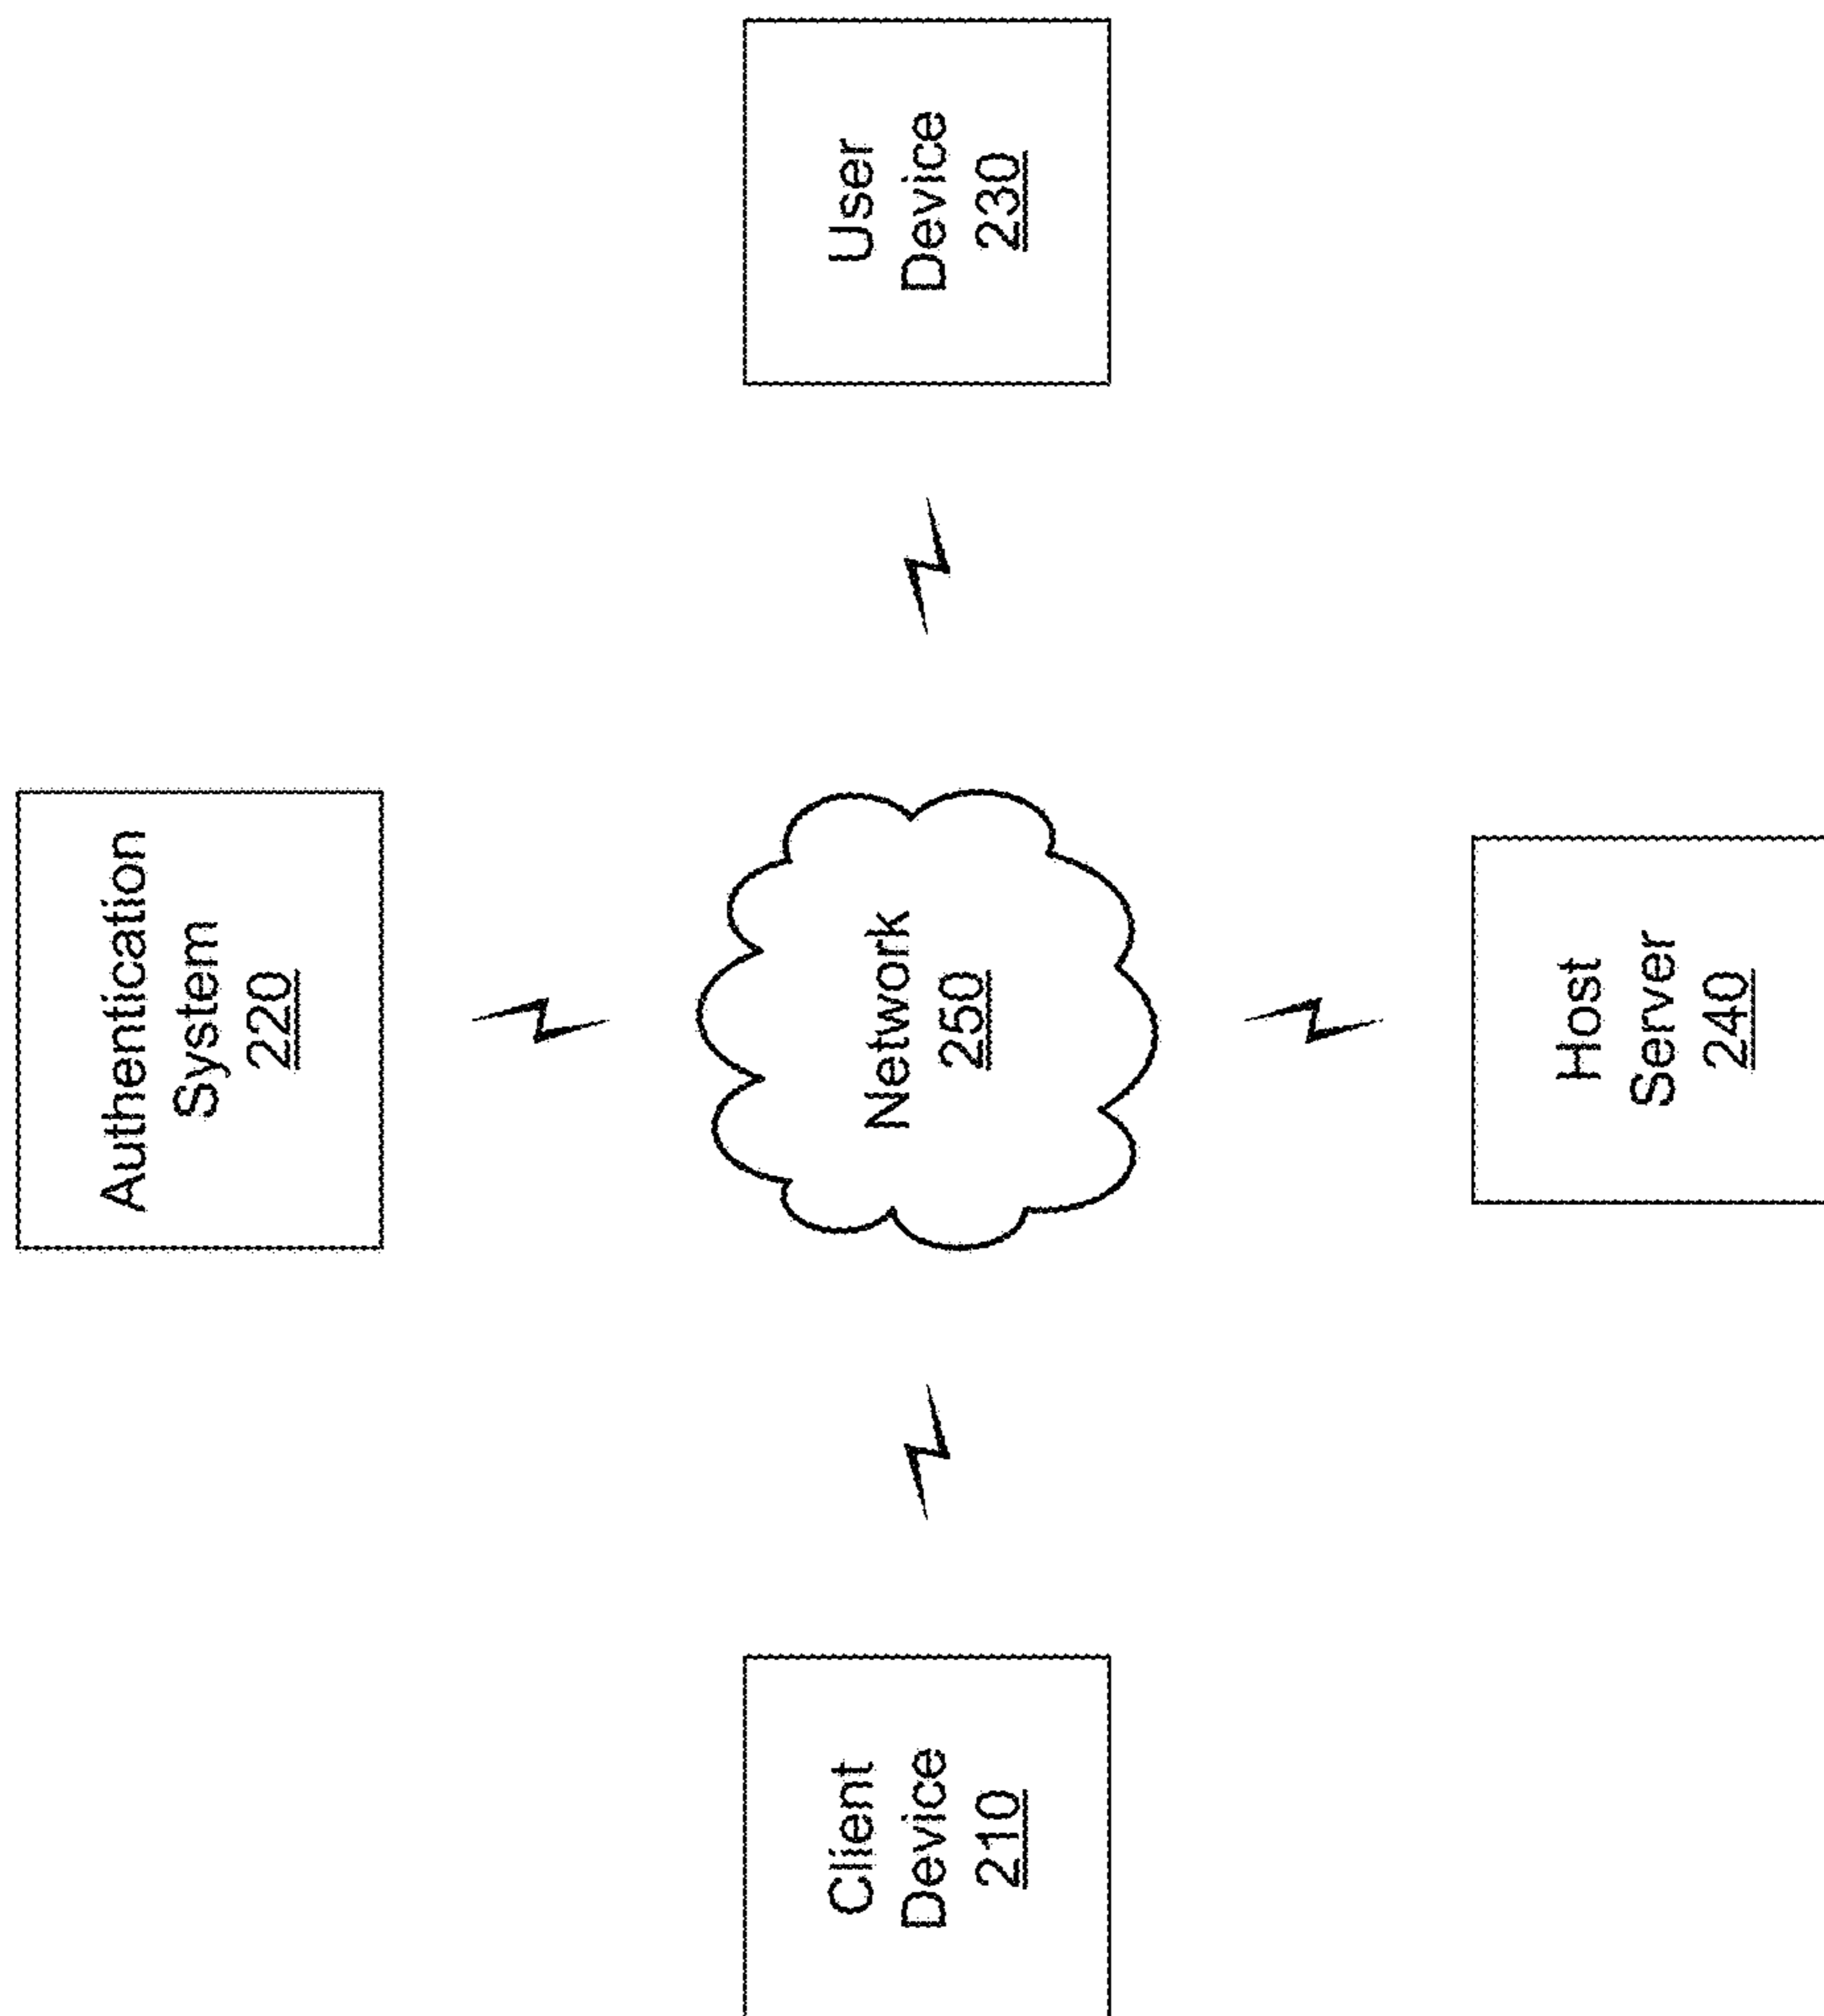 Authentication
System
220
Client
Device
210
Network
250
User
Device
230
Host
Server
240